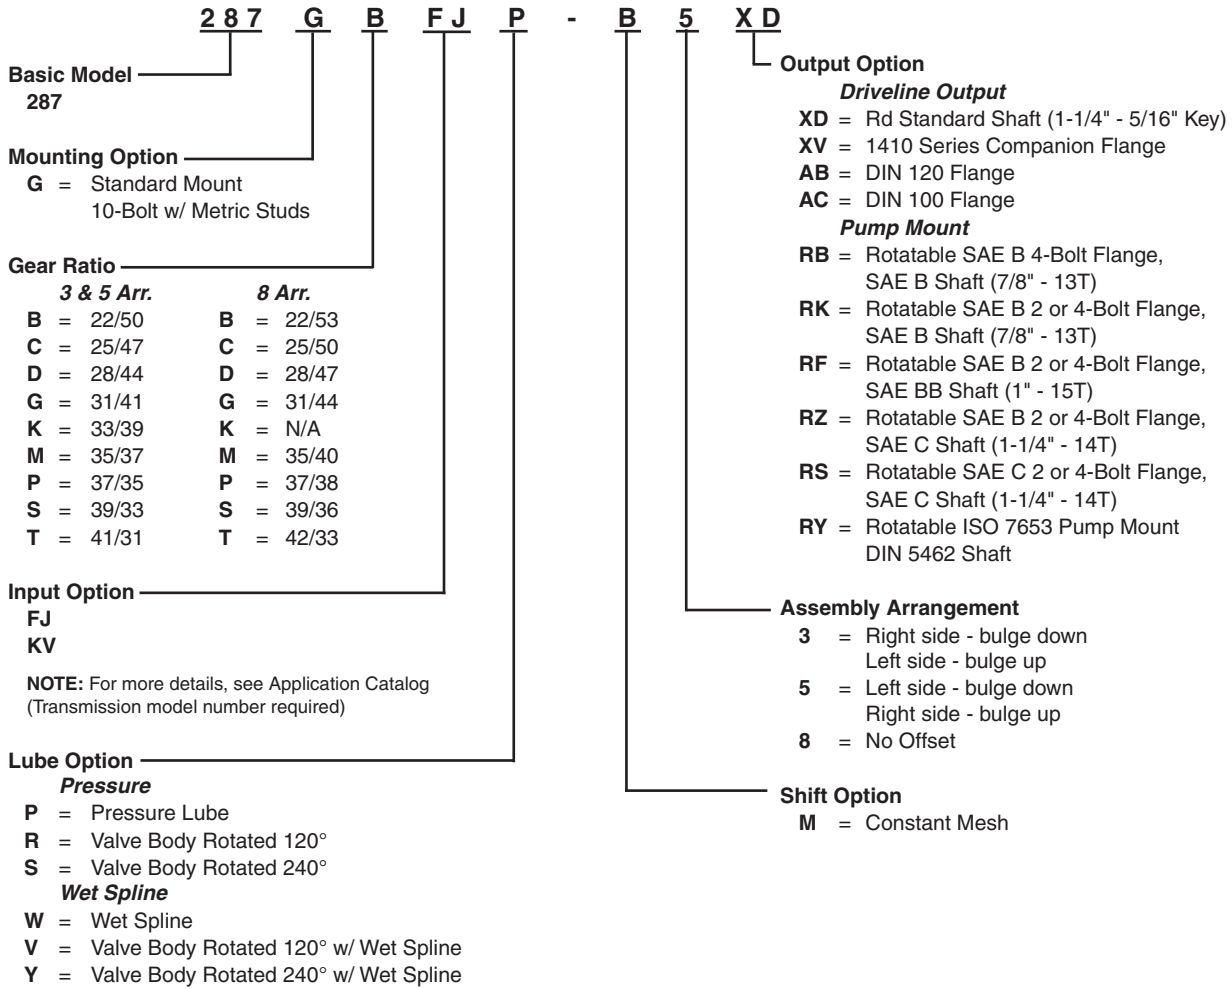 287 G B FJ P - B 5 XD
Basic Model
287
Mounting Option
G = Standard Mount
10-Bolt w/ Metric Studs
Gear Ratio
3 & 5 Arr. 8 Arr.
B = 22/50 B = 22/53
C = 25/47 C = 25/50
D = 28/44 D = 28/47
G = 31/41 G = 31/44
K = 33/39 K = N/A
M = 35/37 M = 35/40
P = 37/35 P = 37/38
S = 39/33 S = 39/36
T = 41/31 T = 42/33
Input Option
FJ
KV
NOTE: For more details, see Application Catalog
(Transmission model number required)
Lube Option
Pressure
P = Pressure Lube
R = Valve Body Rotated 120°
S = Valve Body Rotated 240°
Wet Spline
W = Wet Spline
V = Valve Body Rotated 120° w/ Wet Spline
Y = Valve Body Rotated 240° w/ Wet Spline
Output Option
Driveline Output
XD = Rd Standard Shaft (1-1/4" - 5/16" Key)
XV = 1410 Series Companion Flange
AB = DIN 120 Flange
AC = DIN 100 Flange
Pump Mount
RB = Rotatable SAE B 4-Bolt Flange,
SAE B Shaft (7/8" - 13T)
RK = Rotatable SAE B 2 or 4-Bolt Flange,
SAE B Shaft (7/8" - 13T)
RF = Rotatable SAE B 2 or 4-Bolt Flange,
SAE BB Shaft (1" - 15T)
RZ = Rotatable SAE B 2 or 4-Bolt Flange,
SAE C Shaft (1-1/4" - 14T)
RS = Rotatable SAE C 2 or 4-Bolt Flange,
SAE C Shaft (1-1/4" - 14T)
RY = Rotatable ISO 7653 Pump Mount
DIN 5462 Shaft
Assembly Arrangement
3 = Right side - bulge down
Left side - bulge up
5 = Left side - bulge down
Right side - bulge up
8 = No Offset
Shift Option
M = Constant Mesh